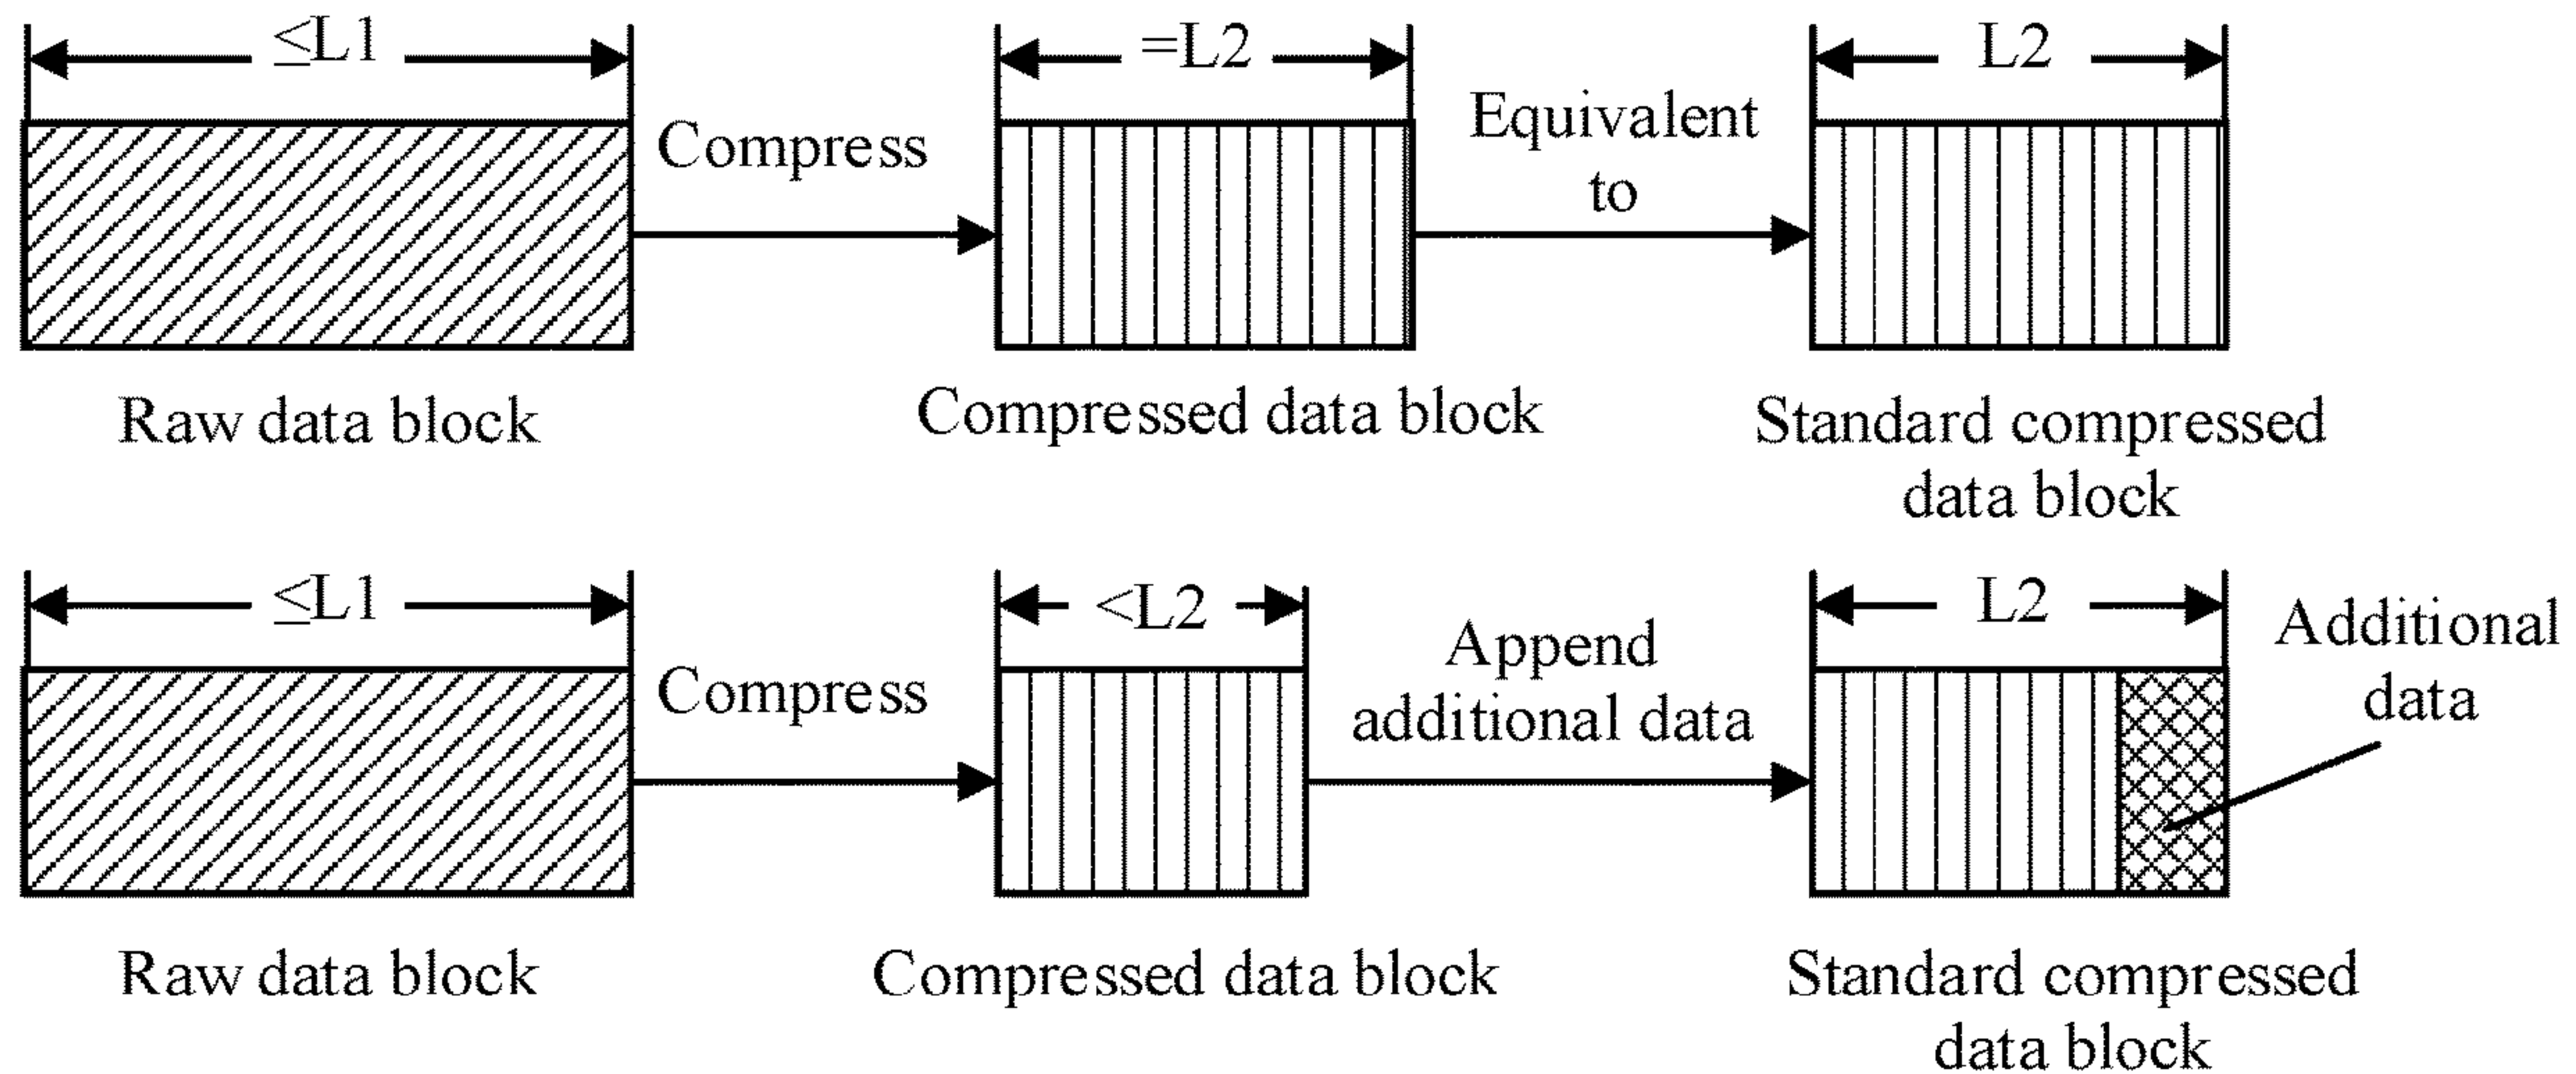 ≤L1
=L2
L2
Compress
Equivalent
to
Raw data block
Compressed data block
Standard compressed
data block
≤L1
<L2
L2
Compress
Append
additional data
Additional
data
Raw data block
Compressed data block
Standard compressed
data block